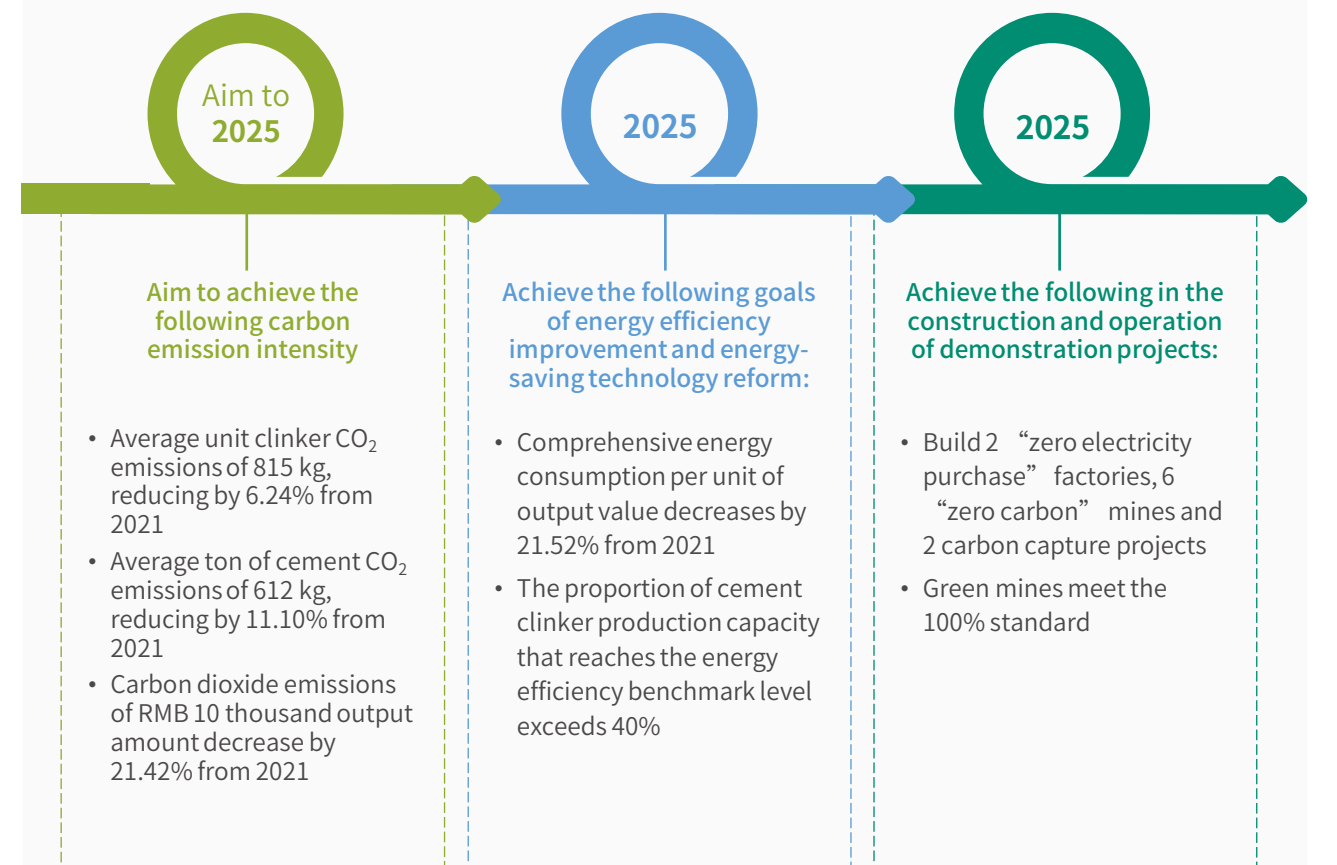 Aim to
2025
Aim to achieve the
following carbon
emission intensity
• Average unit clinker CO₂
emissions of 815 kg,
reducing by 6.24% from
2021
• Average ton of cement CO₂
emissions of 612 kg,
reducing by 11.10% from
2021
• Carbon dioxide emissions
of RMB 10 thousand output
amount decrease by
21.42% from 2021
2025
Achieve the following goals
of energy efficiency
improvement and energy-
saving technology reform:
• Comprehensive energy
consumption per unit of
output value decreases by
21.52% from 2021
• The proportion of cement
clinker production capacity
that reaches the energy
efficiency benchmark level
exceeds 40%
2025
Achieve the following in the
construction and operation
of demonstration projects:
• Build 2 “zero electricity
purchase” factories, 6
“zero carbon” mines and
2 carbon capture projects
• Green mines meet the
100% standard